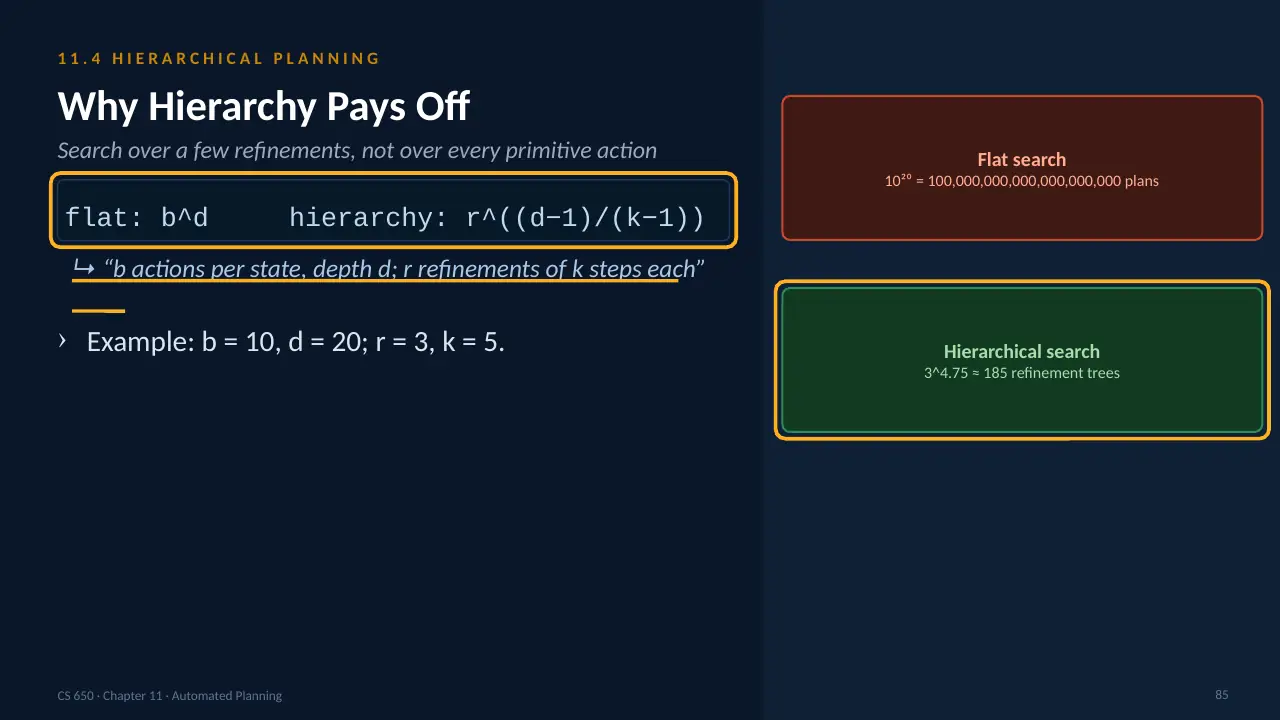 11.4 HIERARCHICAL PLANNING
Why Hierarchy Pays Off
Search over a few refinements, not over every primitive action
flat: b^d     hierarchy: r^((d−1)/(k−1))
↳ “b actions per state, depth d; r refinements of k steps each”
› Example: b = 10, d = 20; r = 3, k = 5.
Flat search
10²⁰ = 100,000,000,000,000,000,000 plans
Hierarchical search
3^4.75 ≈ 185 refinement trees
CS 650 · Chapter 11 · Automated Planning
85